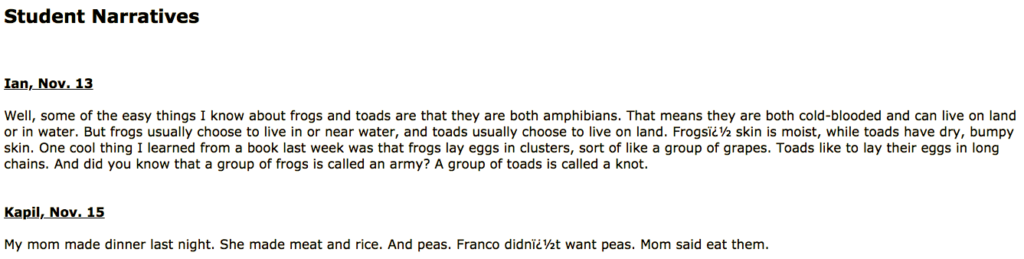 Student Narratives
Ian, Nov. 13
Well, some of the easy things I know about frogs and toads are that they are both amphibians. That means they are both cold-blooded and can live on land
or in water. But frogs usually choose to live in or near water, and toads usually choose to live on land. Frogsï¿½ skin is moist, while toads have dry, bumpy
skin. One cool thing I learned from a book last week was that frogs lay eggs in clusters, sort of like a group of grapes. Toads like to lay their eggs in long
chains. And did you know that a group of frogs is called an army? A group of toads is called a knot.
Kapil, Nov. 15
My mom made dinner last night. She made meat and rice. And peas. Franco didnï¿½t want peas. Mom said eat them.